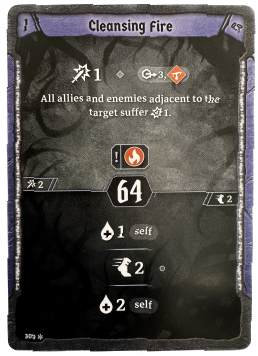 1 Cleansing Fire
1 3,
All allies and enemies adjacent to the
target suffer 1.
!
2 64 2
1 self
2
2 self